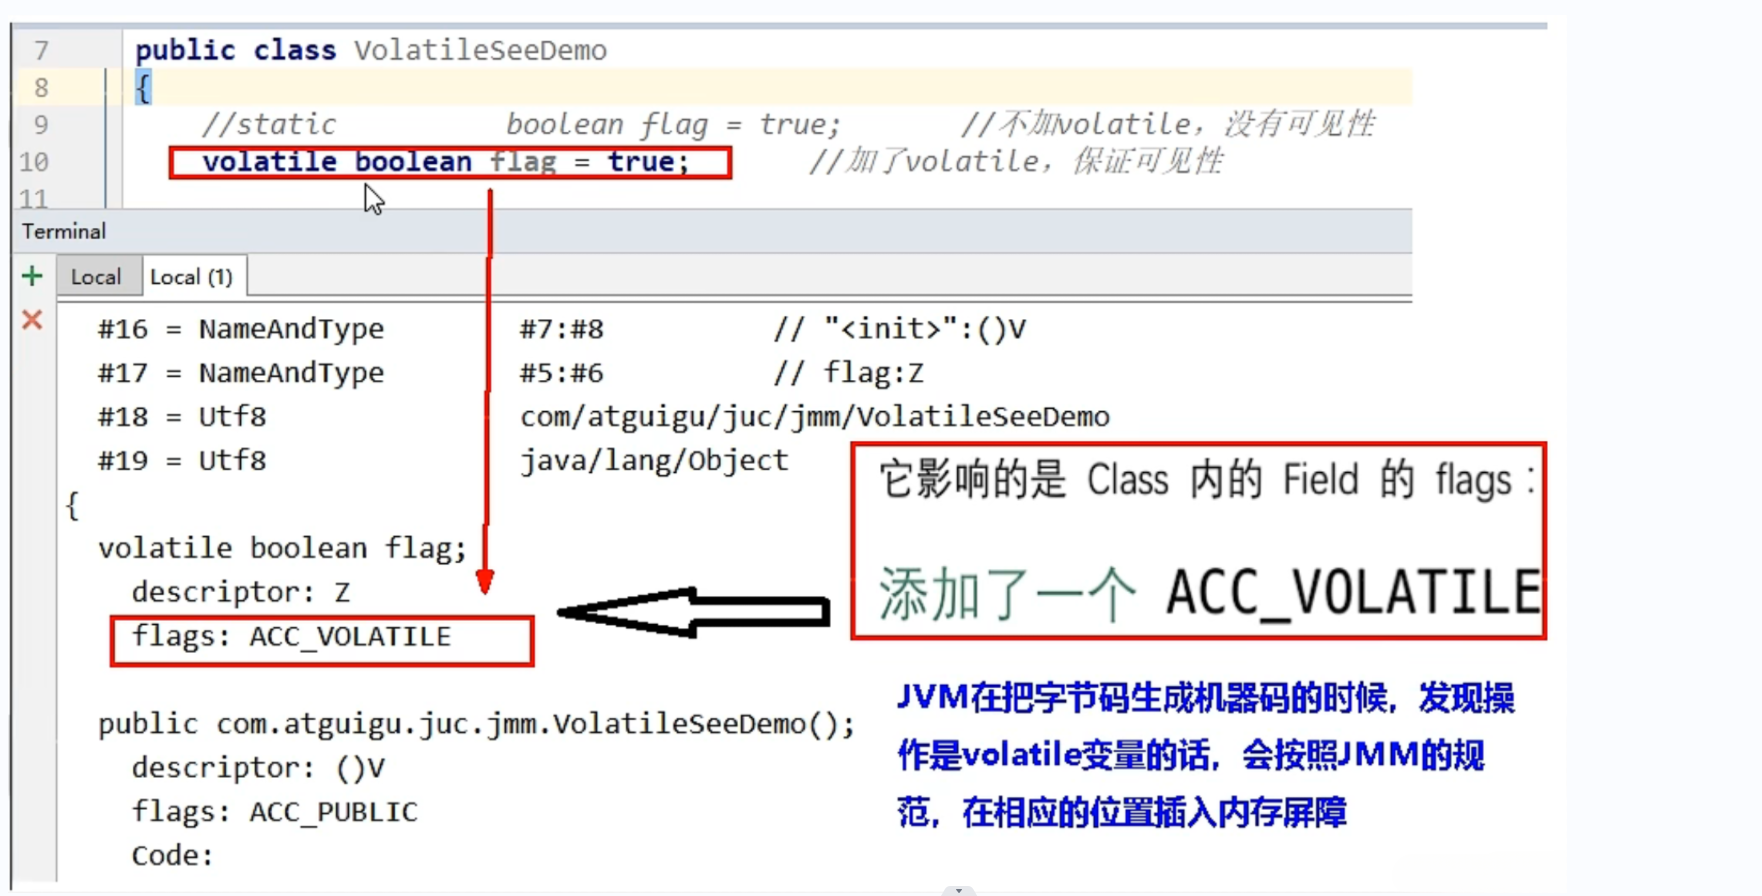 7 public class VolatileSeeDemo
8 {
9 //static boolean flag = true; //不加volatile，没有可见性
10 volatile boolean flag = true; //加了volatile，保证可见性
11
Terminal
+ Local Local (1)
#16 = NameAndType #7:#8 // "<init>":()V
#17 = NameAndType #5:#6 // flag:Z
#18 = Utf8 com/atguigu/juc/jmm/VolatileSeeDemo
#19 = Utf8 java/lang/Object
{
volatile boolean flag;
descriptor: Z
flags: ACC_VOLATILE
public com.atguigu.juc.jmm.VolatileSeeDemo();
descriptor: ()V
flags: ACC_PUBLIC
Code:
它影响的是 Class 内的 Field 的 flags：
添加了一个 ACC_VOLATILE
JVM在把字节码生成机器码的时候，发现操
作是volatile变量的话，会按照JMM的规
范，在相应的位置插入内存屏障